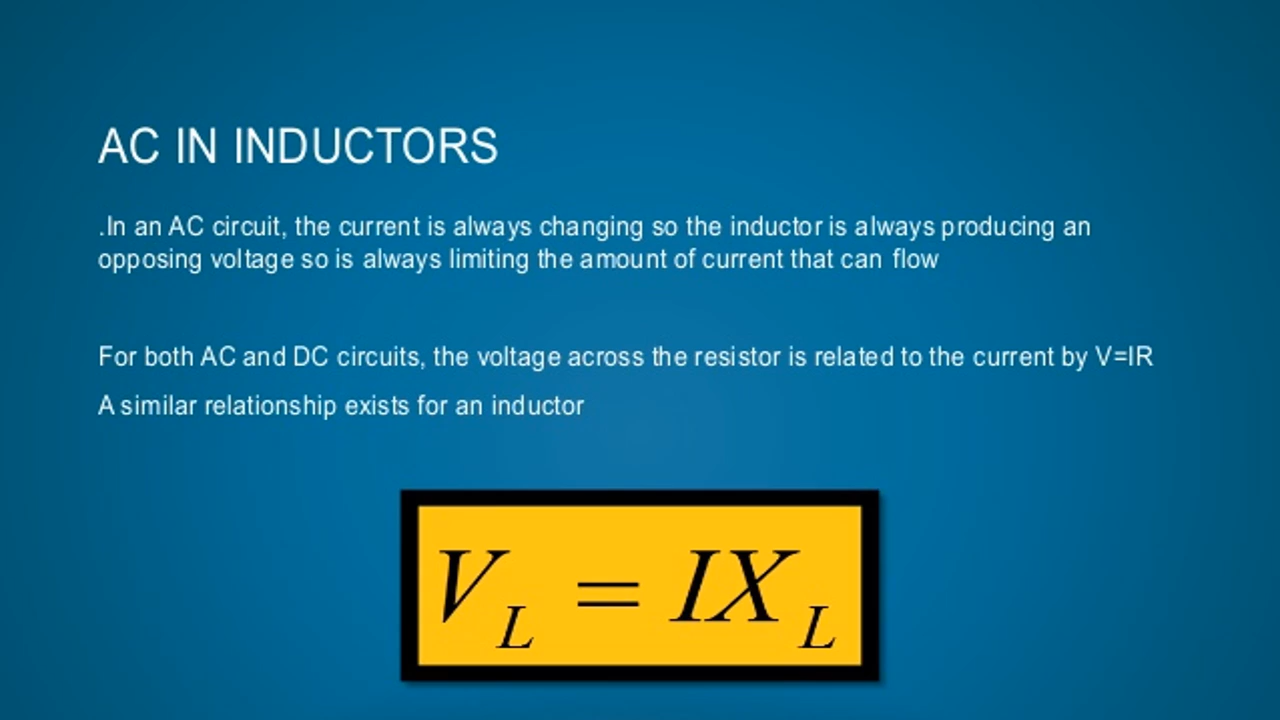 AC IN INDUCTORS
.In an AC circuit, the current is always changing so the inductor is always producing an
opposing voltage so is always limiting the amount of current that can flow
For both AC and DC circuits, the voltage across the resistor is related to the current by V=IR
A similar relationship exists for an inductor
V_L = IX_L